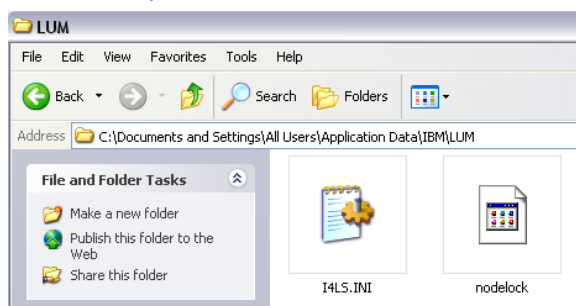 LUM
File Edit View Favorites Tools Help
Back Search Folders
Address C:\Documents and Settings\All Users\Application Data\IBM\LUM
File and Folder Tasks
Make a new folder
Publish this folder to the
Web
Share this folder
I4LS.INI nodelock